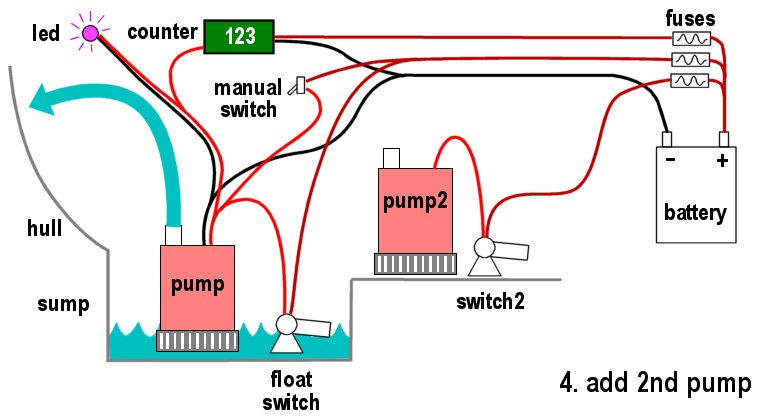 led
counter
123
fuses
manual
switch
- +
battery
hull
pump2
pump
sump
switch2
float
switch
4. add 2nd pump